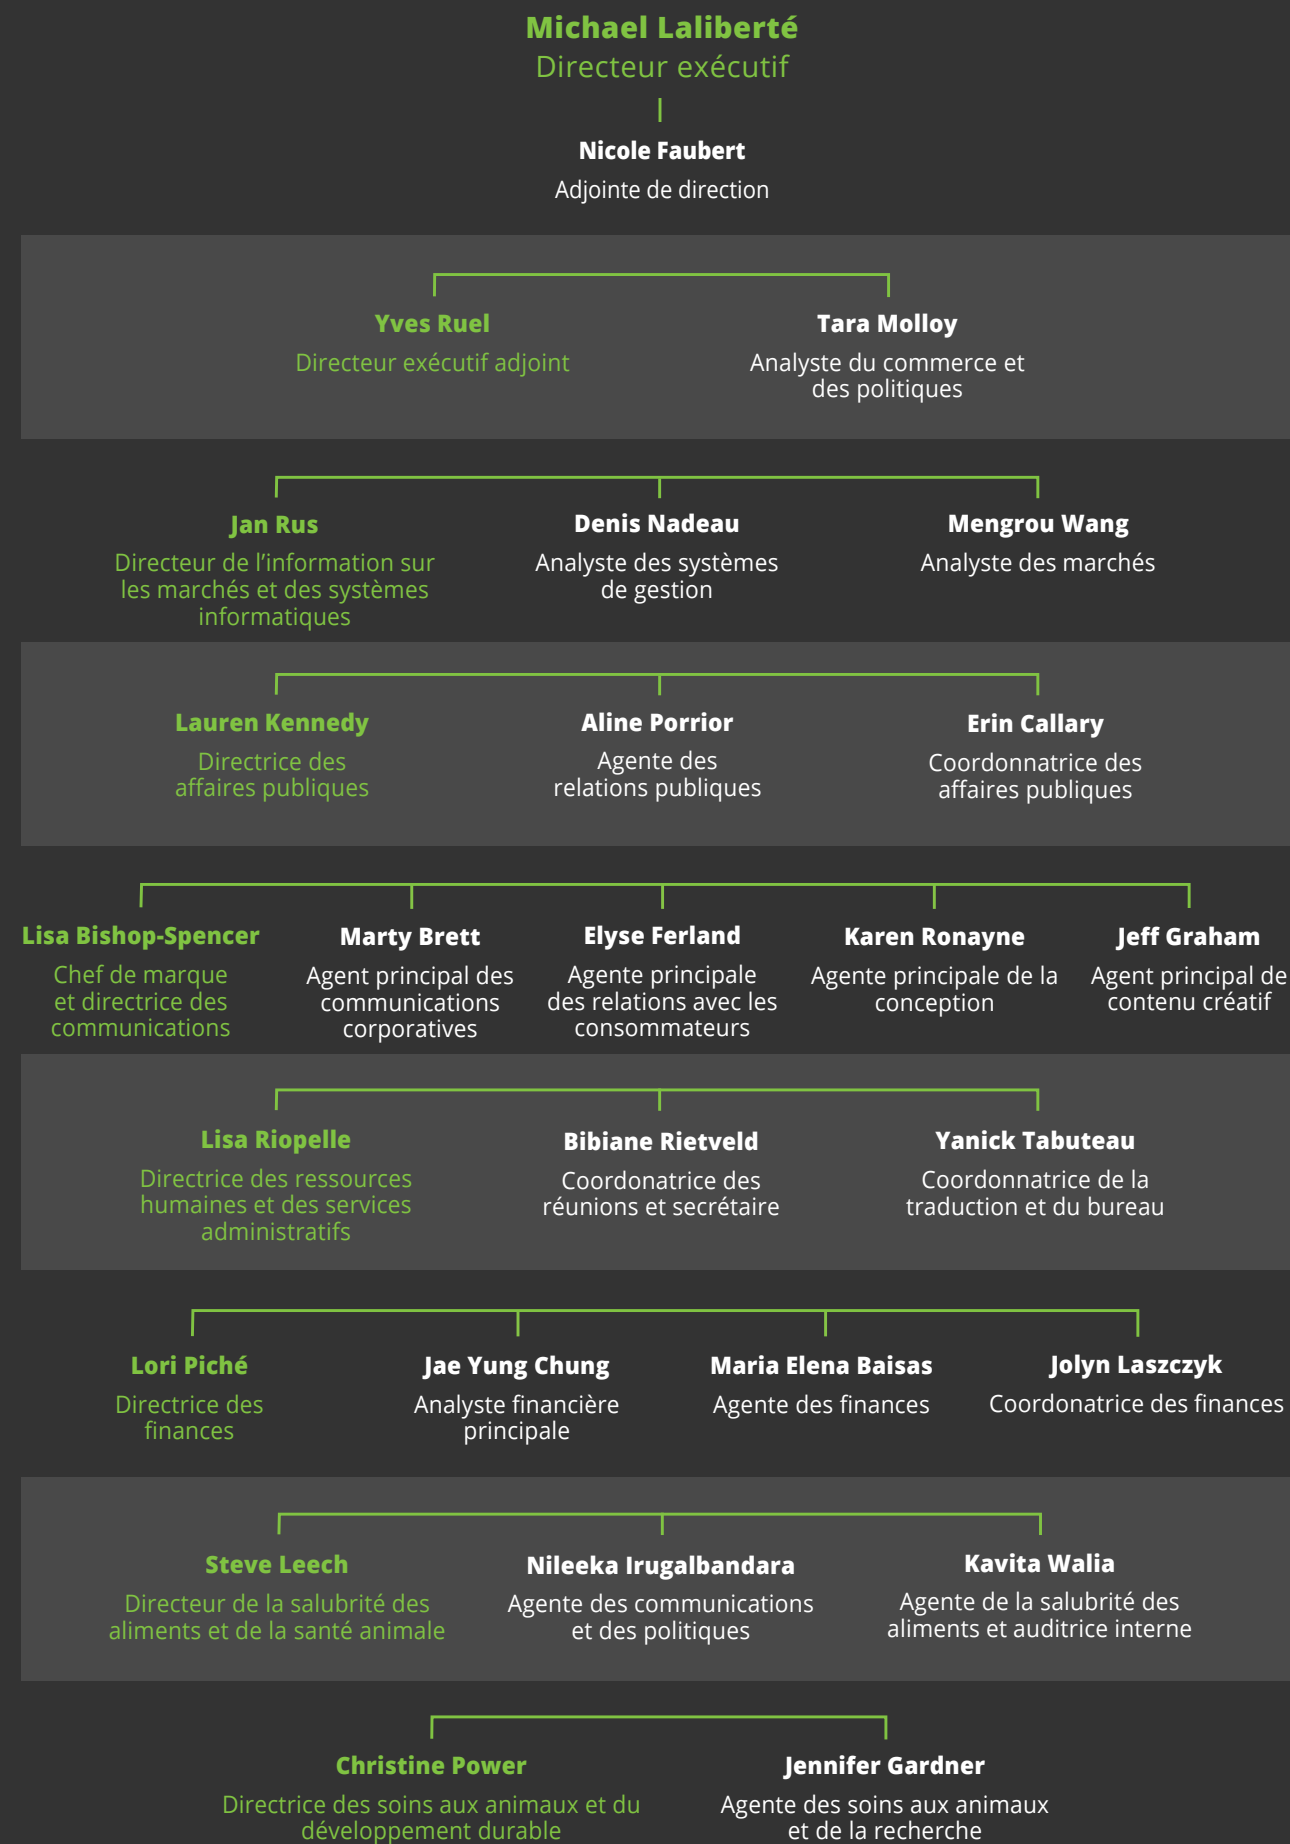 Michael Laliberté
Directeur exécutif
Nicole Faubert
Adjointe de direction
Yves Ruel
Directeur exécutif adjoint
Tara Molloy
Analyste du commerce et
des politiques
Jan Rus
Directeur de l’information sur
les marchés et des systèmes
informatiques
Denis Nadeau
Analyste des systèmes
de gestion
Mengrou Wang
Analyste des marchés
Lauren Kennedy
Directrice des
affaires publiques
Aline Porrior
Agente des
relations publiques
Erin Callary
Coordonnatrice des
affaires publiques
Lisa Bishop-Spencer
Chef de marque
et directrice des
communications
Marty Brett
Agent principal des
communications
corporatives
Elyse Ferland
Agente principale
des relations avec les
consommateurs
Karen Ronayne
Agente principale de la
conception
Jeff Graham
Agent principal de
contenu créatif
Lisa Riopelle
Directrice des ressources
humaines et des services
administratifs
Bibiane Rietveld
Coordonatrice des
réunions et secrétaire
Yanick Tabuteau
Coordonnatrice de la
traduction et du bureau
Lori Piché
Directrice des
finances
Jae Yung Chung
Analyste financière
principale
Maria Elena Baisas
Agente des finances
Jolyn Laszczyk
Coordonatrice des finances
Steve Leech
Directeur de la salubrité des
aliments et de la santé animale
Nileeka Irugalbandara
Agente des communications
et des politiques
Kavita Walia
Agente de la salubrité des
aliments et auditrice interne
Christine Power
Directrice des soins aux animaux et du
développement durable
Jennifer Gardner
Agente des soins aux animaux
et de la recherche